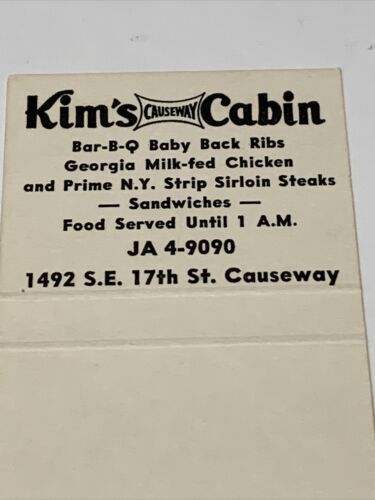 Kim's CAUSEWAY Cabin
Bar-B-Q Baby Back Ribs
Georgia Milk-fed Chicken
and Prime N.Y. Strip Sirloin Steaks
— Sandwiches —
Food Served Until 1 A.M.
JA 4-9090
1492 S.E. 17th St. Causeway